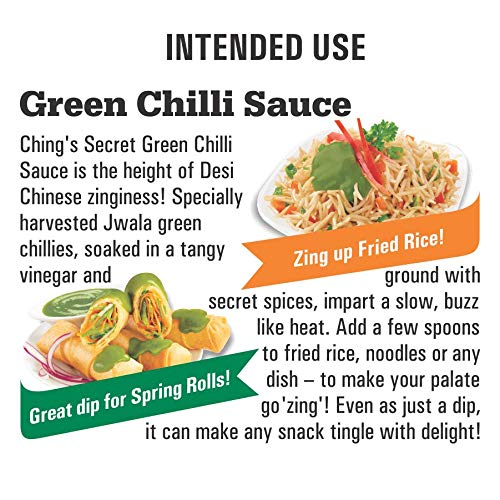 INTENDED USE
Green Chilli Sauce
Ching's Secret Green Chilli
Sauce is the height of Desi
Chinese zinginess! Specially
harvested Jwala green
chillies, soaked in a tangy
vinegar and
Zing up Fried Rice!
ground with
secret spices, impart a slow, buzz
like heat. Add a few spoons
to fried rice, noodles or any
dish – to make your palate
go'zing'! Even as just a dip,
it can make any snack tingle with delight!
Great dip for Spring Rolls!